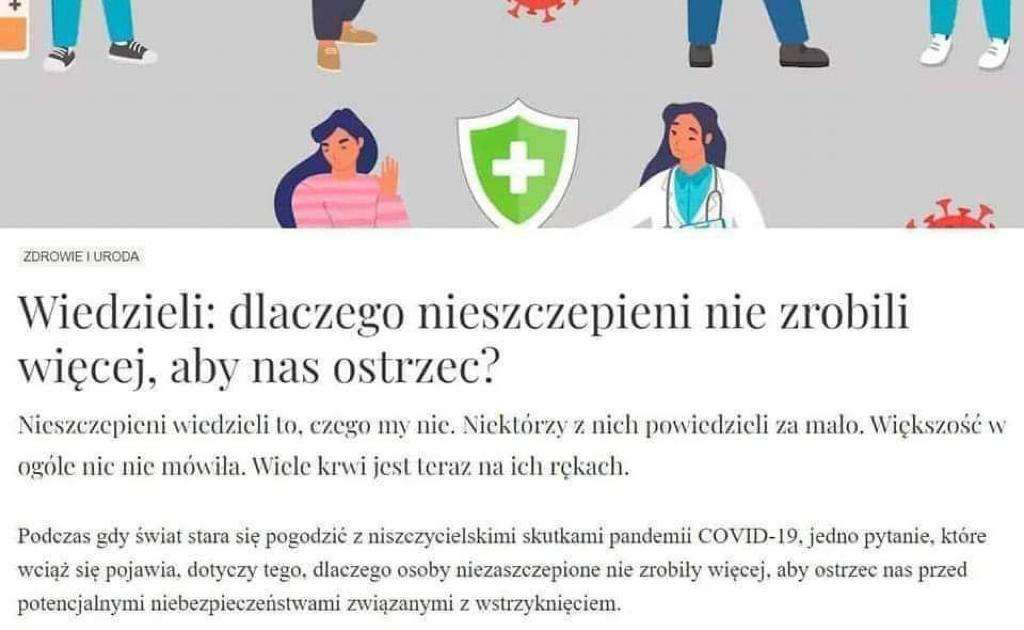 ZDROWIE I URODA
Wiedzieli: dlaczego nieszczepieni nie zrobili
więcej, aby nas ostrzec?
Nieszczepieni wiedzieli to, czego my nie. Niektórzy z nich powiedzieli za mało. Większość w
ogóle nic nie mówiła. Wiele krwi jest teraz na ich rękach.
Podczas gdy świat stara się pogodzić z niszczycielskimi skutkami pandemii COVID-19, jedno pytanie, które
wciąż się pojawia, dotyczy tego, dlaczego osoby niezaszczepione nie zrobiły więcej, aby ostrzec nas przed
potencjalnymi niebezpieczeństwami związanymi z wstrzyknięciem.